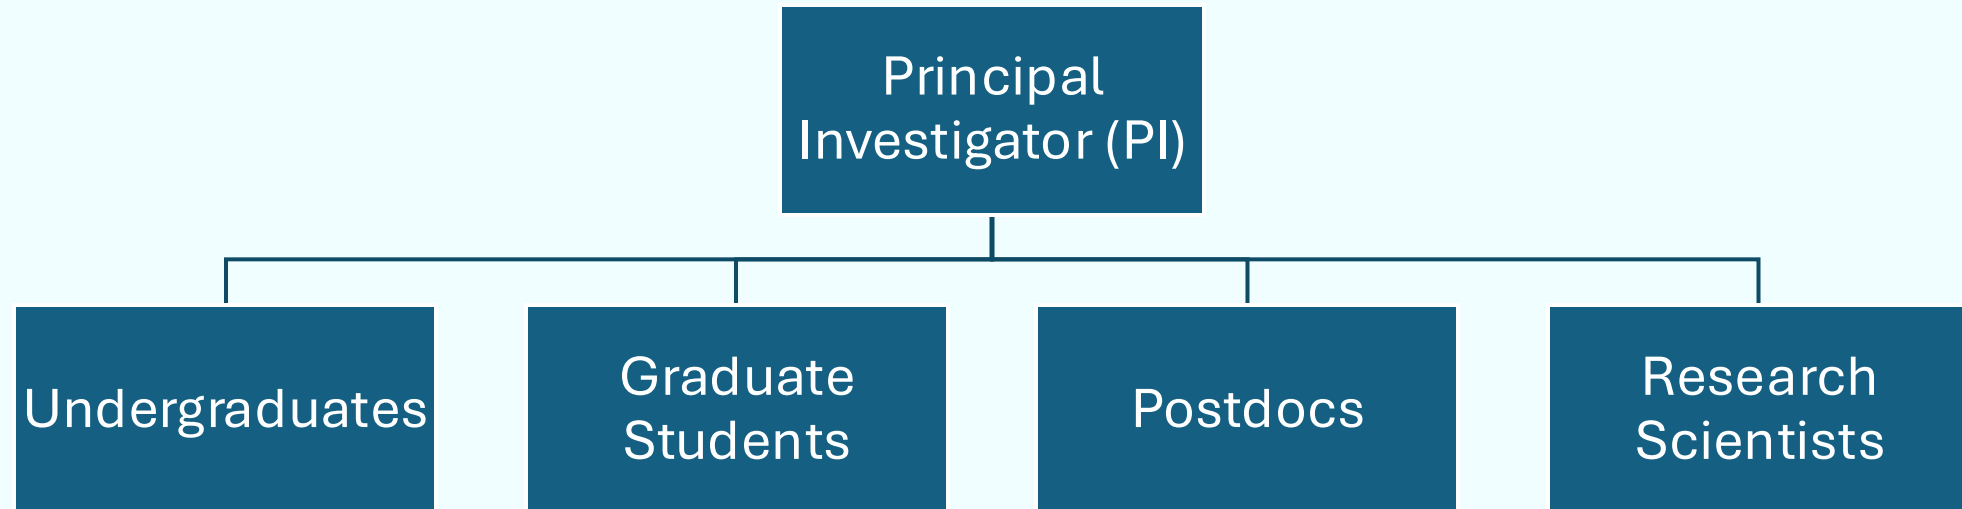 Principal
Investigator (PI)
Undergraduates
Graduate
Students
Postdocs
Research
Scientists